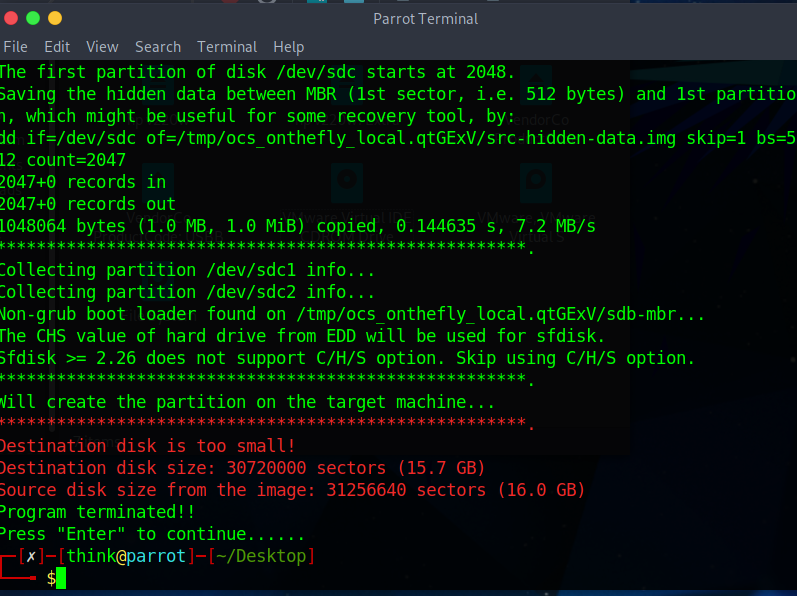 Parrot Terminal
File Edit View Search Terminal Help
The first partition of disk /dev/sdc starts at 2048.
Saving the hidden data between MBR (1st sector, i.e. 512 bytes) and 1st partitio
n, which might be useful for some recovery tool, by:
dd if=/dev/sdc of=/tmp/ocs_onthefly_local.qtGExV/src-hidden-data.img skip=1 bs=5
12 count=2047
2047+0 records in
2047+0 records out
1048064 bytes (1.0 MB, 1.0 MiB) copied, 0.144635 s, 7.2 MB/s
*****************************************************.
Collecting partition /dev/sdc1 info...
Collecting partition /dev/sdc2 info...
Non-grub boot loader found on /tmp/ocs_onthefly_local.qtGExV/sdb-mbr...
The CHS value of hard drive from EDD will be used for sfdisk.
Sfdisk >= 2.26 does not support C/H/S option. Skip using C/H/S option.
*****************************************************.
Will create the partition on the target machine...
*****************************************************.
Destination disk is too small!
Destination disk size: 30720000 sectors (15.7 GB)
Source disk size from the image: 31256640 sectors (16.0 GB)
Program terminated!!
Press "Enter" to continue......
┌─[✗]─[think@parrot]─[~/Desktop]
└──╼ $